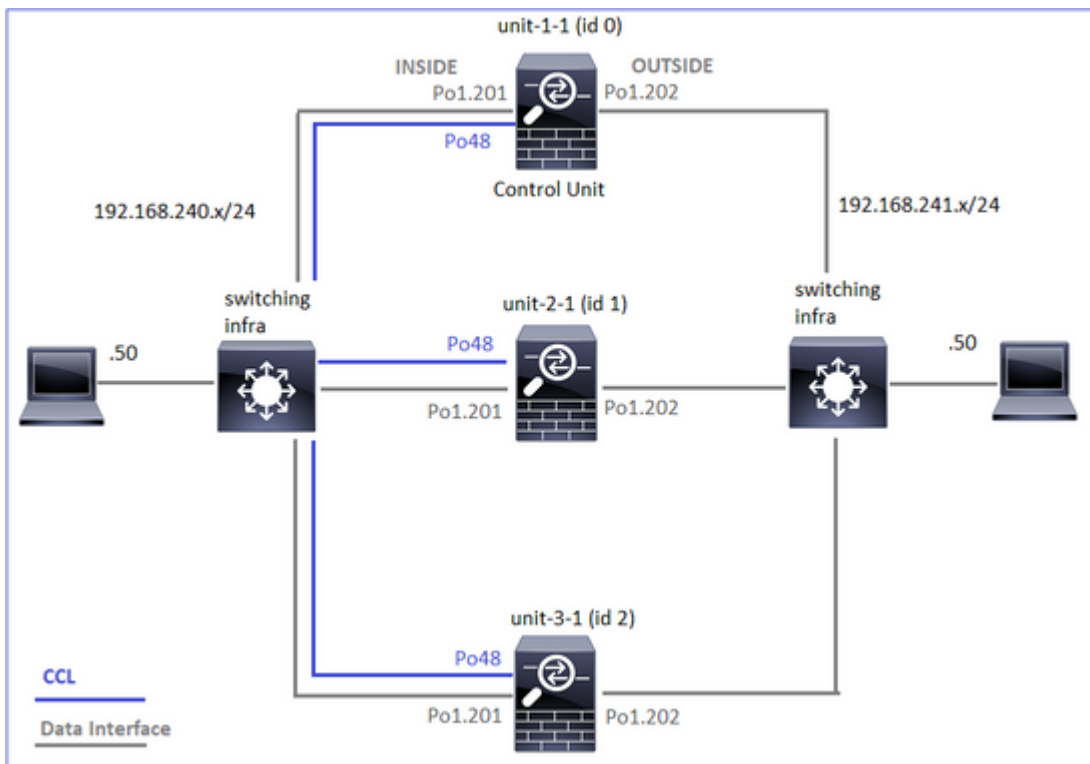 unit-1-1 (id 0)
INSIDE
OUTSIDE
Po1.201
Po1.202
Po48
Control Unit
192.168.240.x/24
192.168.241.x/24
switching
infra
switching
infra
unit-2-1 (id 1)
.50
Po48
.50
Po1.201
Po1.202
unit-3-1 (id 2)
Po48
CCL
Po1.201
Po1.202
Data Interface